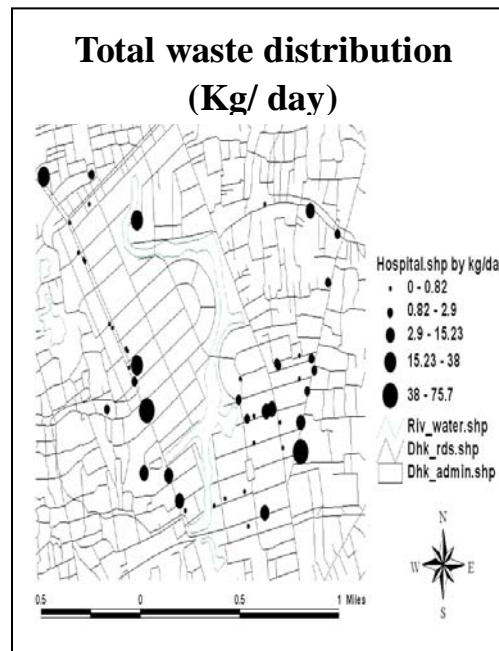 Total waste distribution
(Kg/ day)
Hospital.shp by kg/da
0 - 0.82
0.82 - 2.9
2.9 - 15.23
15.23 - 38
38 - 75.7
Riv_water.shp
Dhk_rds.shp
Dhk_admin.shp
N
W E
S
0.5 0 0.5 1 Miles